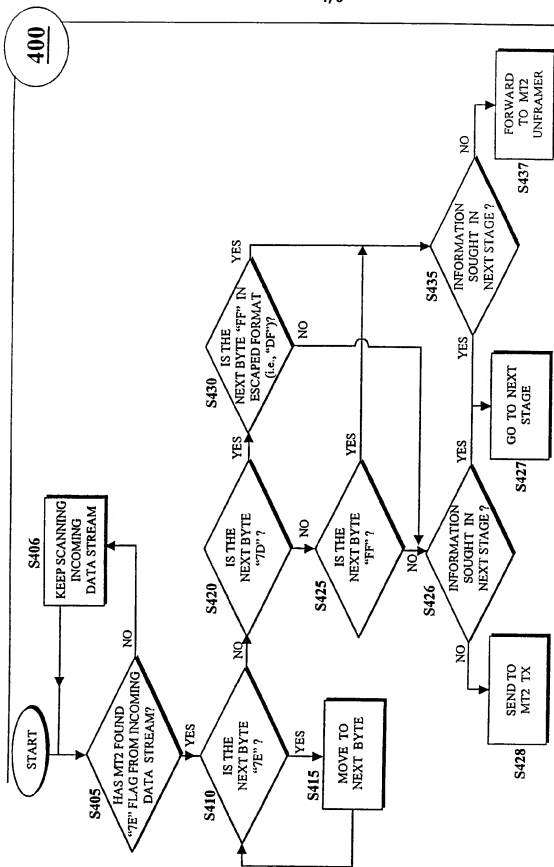 400
START
S406
KEEP SCANNING
INCOMING
DATA STREAM
S405
HAS MT2 FOUND
"7E" FLAG FROM INCOMING
DATA STREAM?
NO
YES
S410
IS THE
NEXT BYTE
"7E" ?
NO
YES
S415
MOVE TO
NEXT BYTE
S420
IS THE
NEXT BYTE
"7D" ?
YES
NO
S430
IS THE
NEXT BYTE "FF" IN
ESCAPED FORMAT
(i.e., "DF")?
YES
NO
S425
IS THE
NEXT BYTE
"FF" ?
YES
NO
S426
INFORMATION
SOUGHT IN
NEXT STAGE ?
NO
YES
S428
SEND TO
MT2 TX
S427
GO TO NEXT
STAGE
S435
INFORMATION
SOUGHT IN
NEXT STAGE ?
YES
NO
S437
FORWARD
TO MT2
UNFRAMER